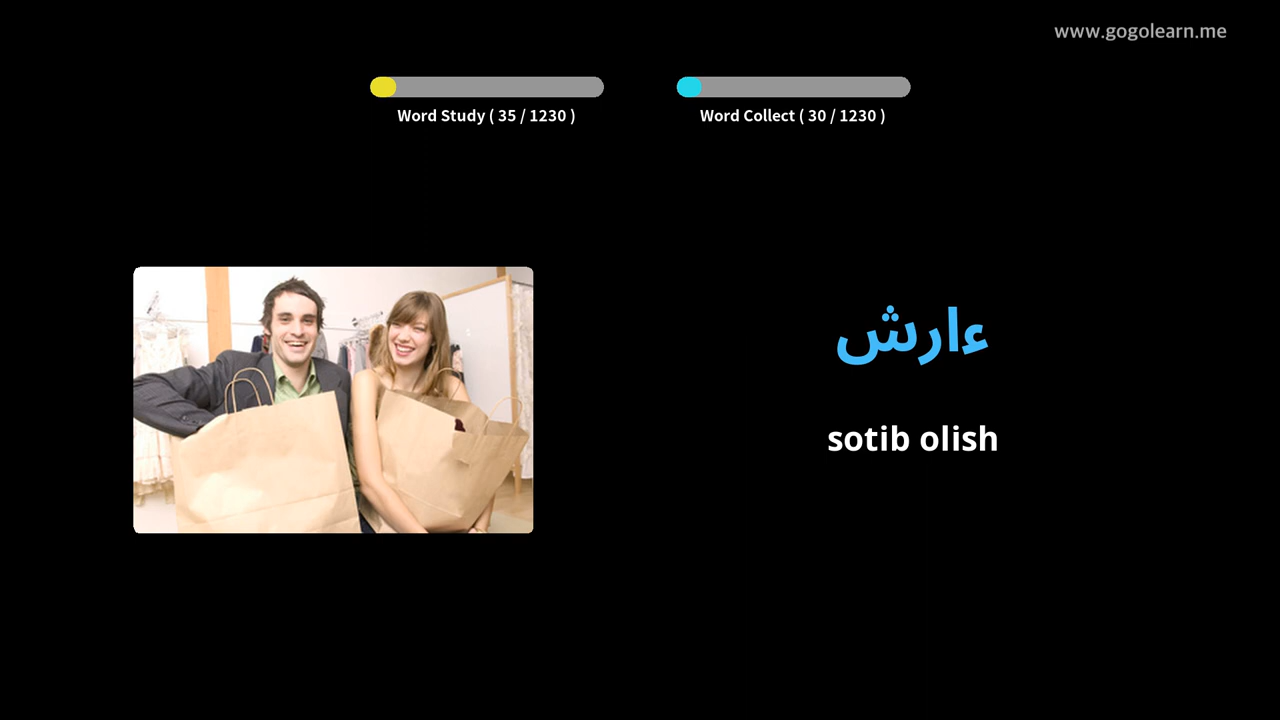 www.gogolearn.me
Word Study ( 35 / 1230 )
Word Collect ( 30 / 1230 )
ءارش
sotib olish